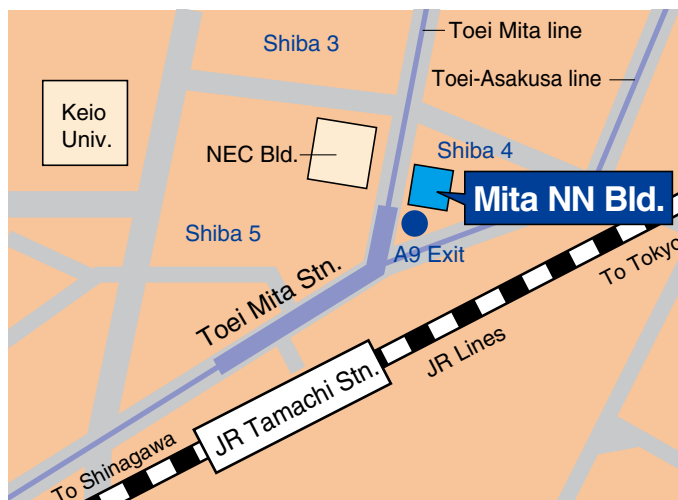 Toei Mita line
Shiba 3
Toei-Asakusa line
Keio
Univ.
NEC Bld.
Shiba 4
Mita NN Bld.
Shiba 5
A9 Exit
Toei Mita Stn.
To Tokyo
JR Lines
JR Tamachi Stn.
To Shinagawa